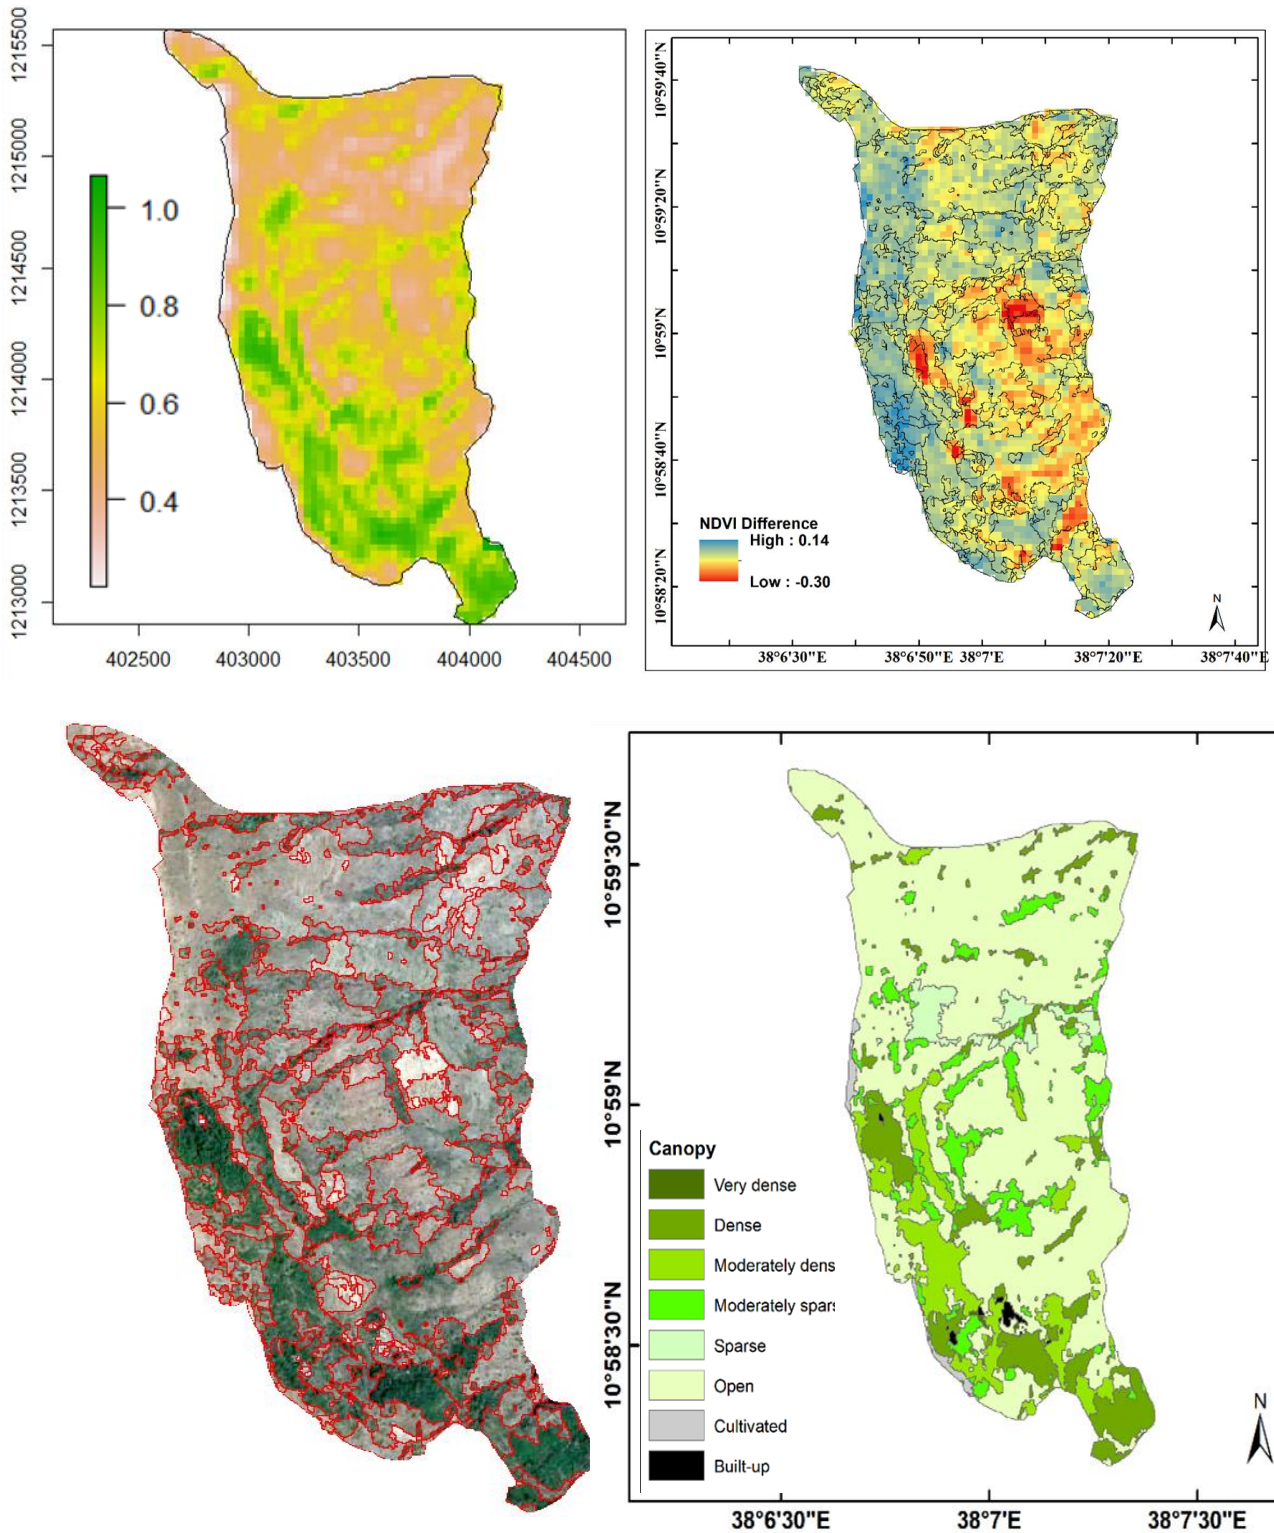 1215500
1215000
1214500
1214000
1213500
1213000
1.0
0.8
0.6
0.4
402500 403000 403500 404000 404500
10°59'40"N
10°59'20"N
10°59'N
10°58'40"N
10°58'20"N
NDVI Difference
High : 0.14
Low : -0.30
N
38°6'30"E 38°6'50"E 38°7'E 38°7'20"E 38°7'40"E
10°59'30"N
10°59'N
10°58'30"N
Canopy
Very dense
Dense
Moderately dens
Moderately spar
Sparse
Open
Cultivated
Built-up
N
38°6'30"E 38°7'E 38°7'30"E